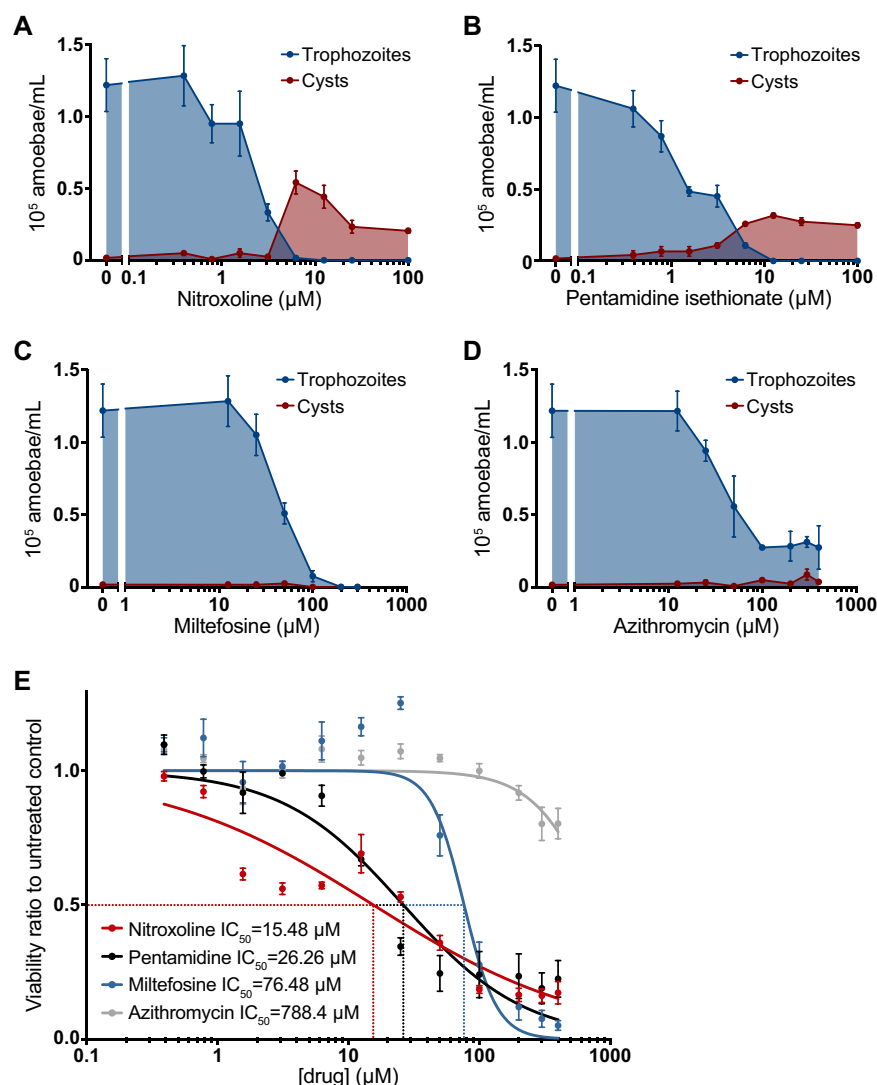 A
10⁵ amoebae/mL
1.5
1.0
0.5
0
Trophozoites
Cysts
0 0.1 1 10 100
Nitroxoline (µM)
B
10⁵ amoebae/mL
1.5
1.0
0.5
0
Trophozoites
Cysts
0 0.1 1 10 100
Pentamidine isethionate (µM)
C
10⁵ amoebae/mL
1.5
1.0
0.5
0
Trophozoites
Cysts
0 1 10 100 1000
Miltefosine (µM)
D
10⁵ amoebae/mL
1.5
1.0
0.5
0
Trophozoites
Cysts
0 1 10 100 1000
Azithromycin (µM)
E
Viability ratio to untreated control
1.0
0.5
0.0
Nitroxoline IC₅₀=15.48 µM
Pentamidine IC₅₀=26.26 µM
Miltefosine IC₅₀=76.48 µM
Azithromycin IC₅₀=788.4 µM
0.1 1 10 100 1000
[drug] (µM)